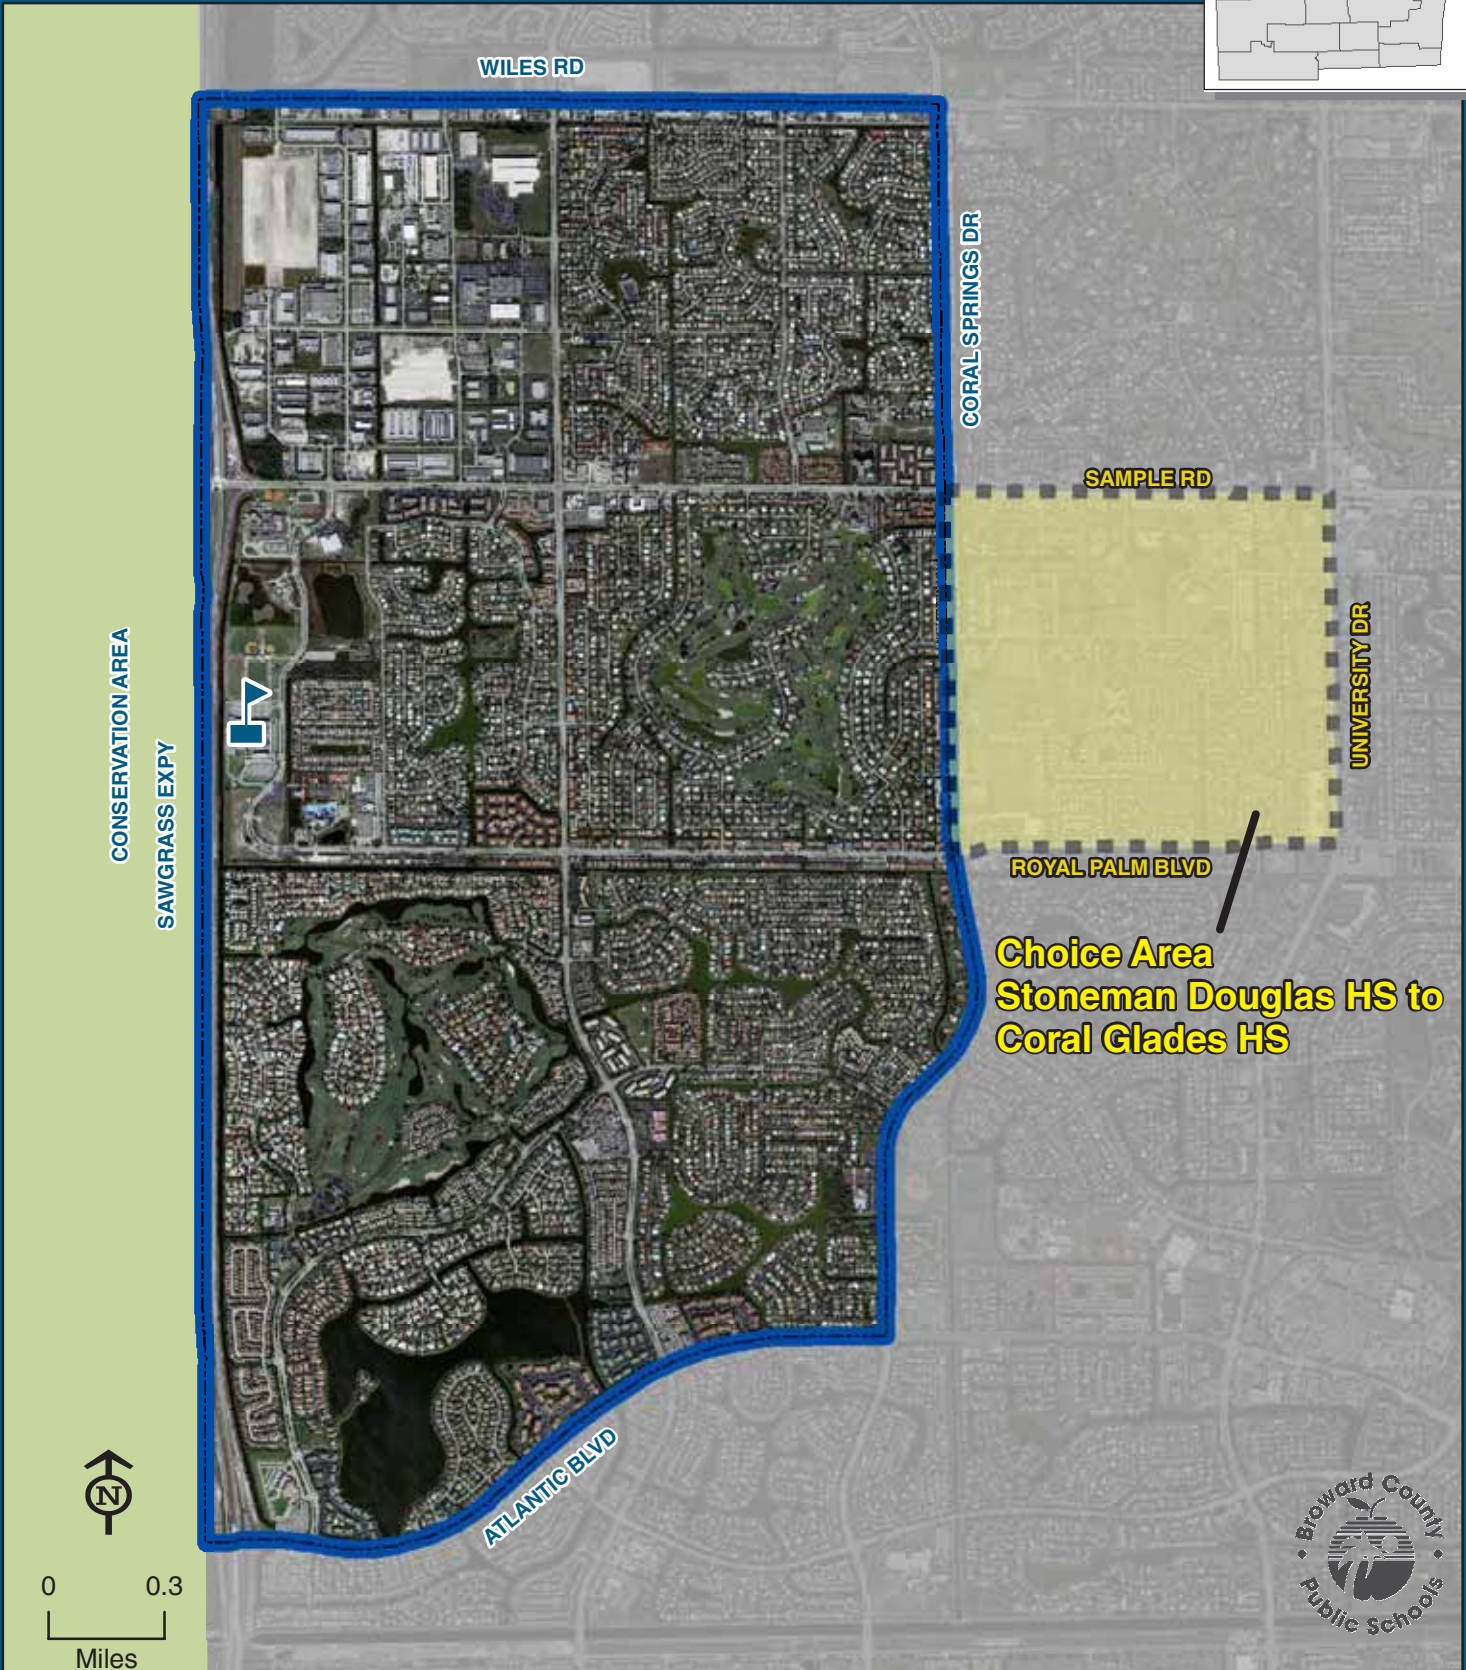 WILES RD
CORAL SPRINGS DR
SAMPLE RD
UNIVERSITY DR
CONSERVATION AREA
SAWGRASS EXPY
ROYAL PALM BLVD
Choice Area
Stoneman Douglas HS to
Coral Glades HS
ATLANTIC BLVD
N
0 0.3
Miles
Broward County
Public Schools